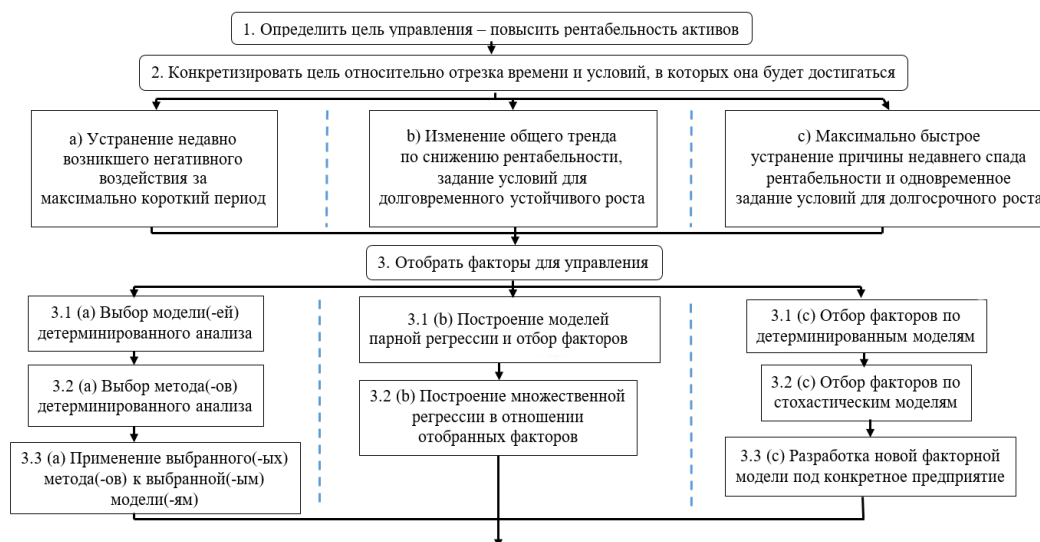 1. Определить цель управления – повысить рентабельность активов
2. Конкретизировать цель относительно отрезка времени и условий, в которых она будет достигаться
a) Устранение недавно
возникшего негативного
воздействия за
максимально короткий период
b) Изменение общего тренда
по снижению рентабельности,
задание условий для
долговременного устойчивого роста
c) Максимально быстрое
устранение причины недавнего спада
рентабельности и одновременное
задание условий для долгосрочного роста
3. Отобрать факторы для управления
3.1 (a) Выбор модели(-ей)
детерминированного анализа
3.2 (a) Выбор метода(-ов)
детерминированного анализа
3.3 (a) Применение выбранного(-ых)
метода(-ов) к выбранной(-ым)
модели(-ям)
3.1 (b) Построение моделей
парной регрессии и отбор факторов
3.2 (b) Построение множественной
регрессии в отношении
отобранных факторов
3.1 (c) Отбор факторов по
детерминированным моделям
3.2 (c) Отбор факторов по
стохастическим моделям
3.3 (c) Разработка новой факторной
модели под конкретное предприятие